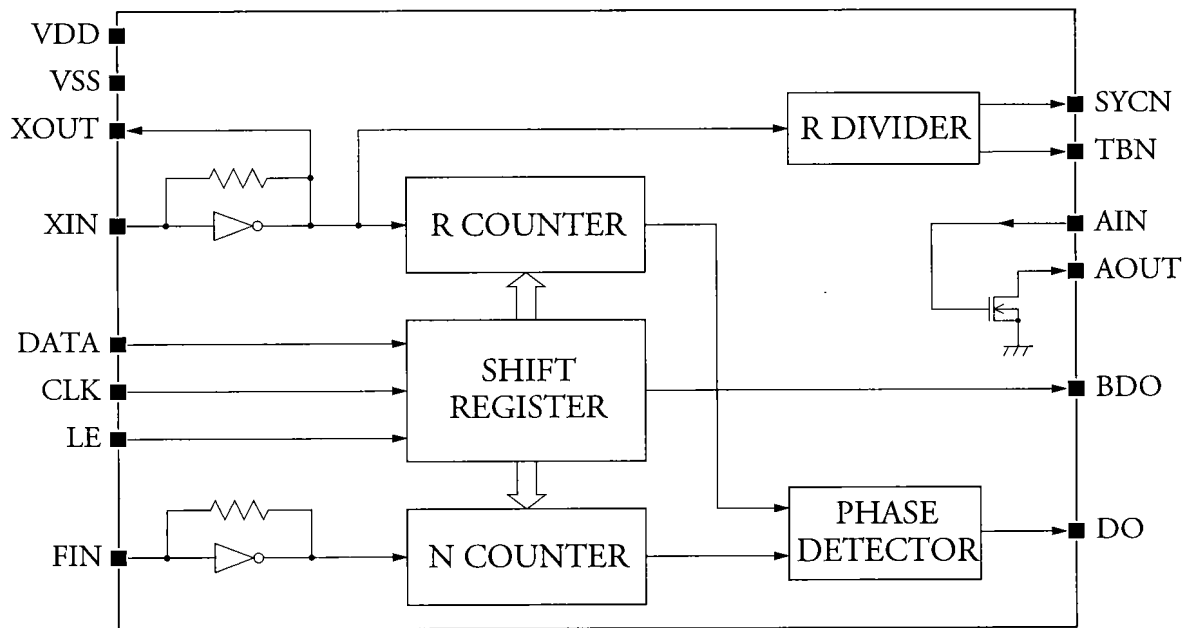 VDD
VSS
XOUT
XIN
DATA
CLK
LE
FIN
R COUNTER
SHIFT
REGISTER
N COUNTER
R DIVIDER
PHASE
DETECTOR
SYCN
TBN
AIN
AOUT
BDO
DO